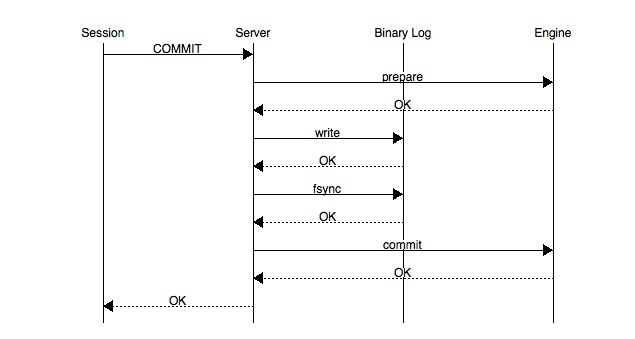 Session Server Binary Log Engine
COMMIT
prepare
OK
write
OK
fsync
OK
commit
OK
OK